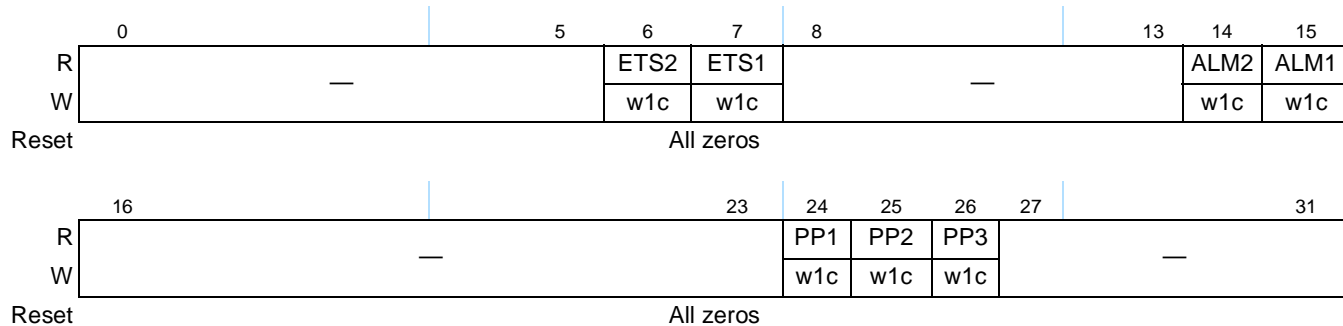 0 5 6 7 8 13 14 15
R — ETS2 ETS1 — ALM2 ALM1
W w1c w1c w1c w1c
Reset All zeros
16 23 24 25 26 27 31
R — PP1 PP2 PP3 —
W w1c w1c w1c
Reset All zeros